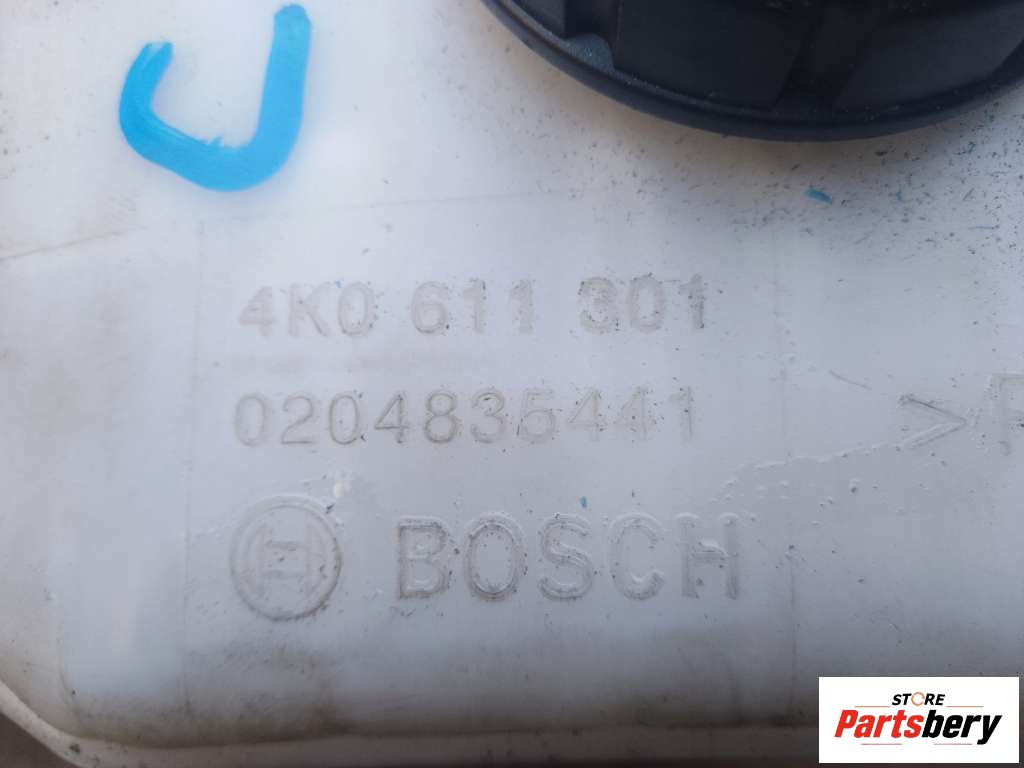 4K0 611 301
0204835441
>P
BOSCH
STORE
Partsbery